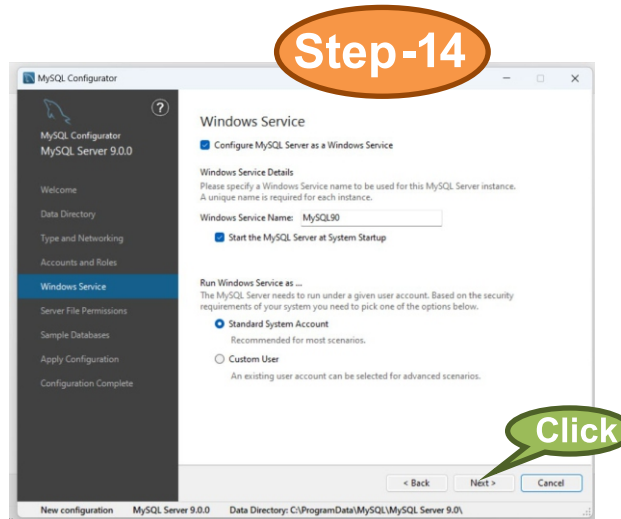 Step-14
MySQL Configurator
?
MySQL Configurator
MySQL Server 9.0.0
Welcome
Data Directory
Type and Networking
Accounts and Roles
Windows Service
Server File Permissions
Sample Databases
Apply Configuration
Configuration Complete
Windows Service
Configure MySQL Server as a Windows Service
Windows Service Details
Please specify a Windows Service name to be used for this MySQL Server instance.
A unique name is required for each instance.
Windows Service Name: MySQL90
Start the MySQL Server at System Startup
Run Windows Service as ...
The MySQL Server needs to run under a given user account. Based on the security
requirements of your system you need to pick one of the options below.
Standard System Account
Recommended for most scenarios.
Custom User
An existing user account can be selected for advanced scenarios.
Click
< Back Next > Cancel
New configuration MySQL Server 9.0.0 Data Directory: C:\ProgramData\MySQL\MySQL Server 9.0\